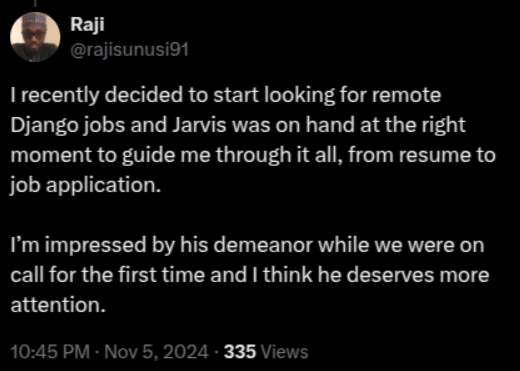 Raji
@rajisunusi91
I recently decided to start looking for remote
Django jobs and Jarvis was on hand at the right
moment to guide me through it all, from resume to
job application.
I’m impressed by his demeanor while we were on
call for the first time and I think he deserves more
attention.
10:45 PM · Nov 5, 2024 · 335 Views